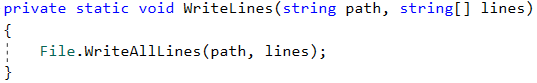 private static void WriteLines(string path, string[] lines)
{
    File.WriteAllLines(path, lines);
}